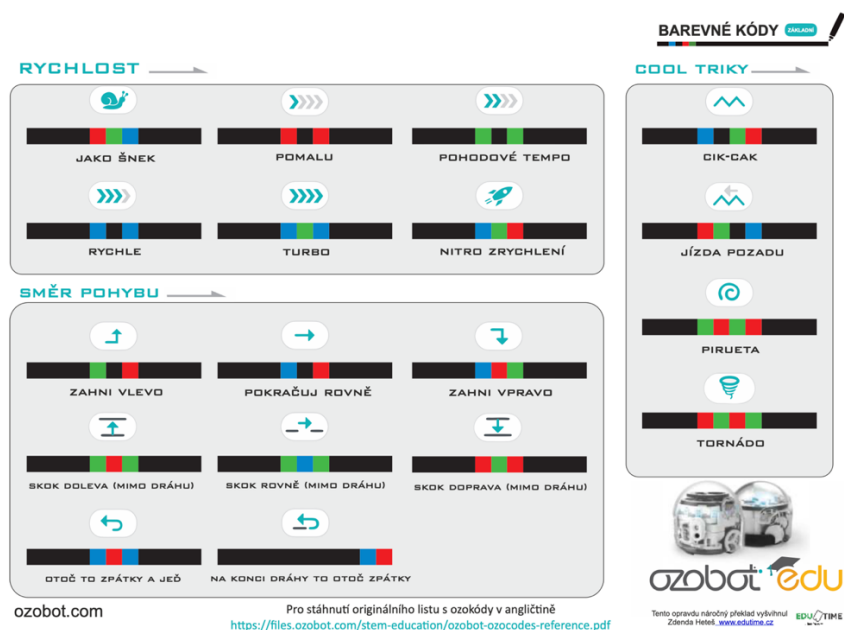 BAREVNÉ KÓDY ZÁKLADNÍ
RYCHLOST
JAKO ŠNEK
POMALU
POHODOVÉ TEMPO
RYCHLE
TURBO
NITRO ZRYCHLENÍ
SMĚR POHYBU
ZAHNI VLEVO
POKRAČUJ ROVNĚ
ZAHNI VPRAVO
SKOK DOLEVA (MIMO DRÁHU)
SKOK ROVNĚ (MIMO DRÁHU)
SKOK DOPRAVA (MIMO DRÁHU)
OTOČ TO ZPÁTKY A JEĎ
NA KONCI DRÁHY TO OTOČ ZPÁTKY
COOL TRIKY
CIK-CAK
JÍZDA POZADU
PIRUETA
TORNÁDO
ozobot edu
ozobot.com
Pro stáhnutí originálního listu s ozokódy v angličtině
https://files.ozobot.com/stem-education/ozobot-ozocodes-reference.pdf
Tento opravdu náročný překlad vyšvihnul
Zdenda Heteš www.edutime.cz
EDU TIME